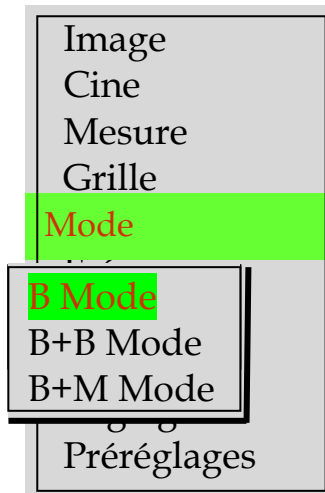 Image
Cine
Mesure
Grille
Mode
B Mode
B+B Mode
B+M Mode
Préréglages